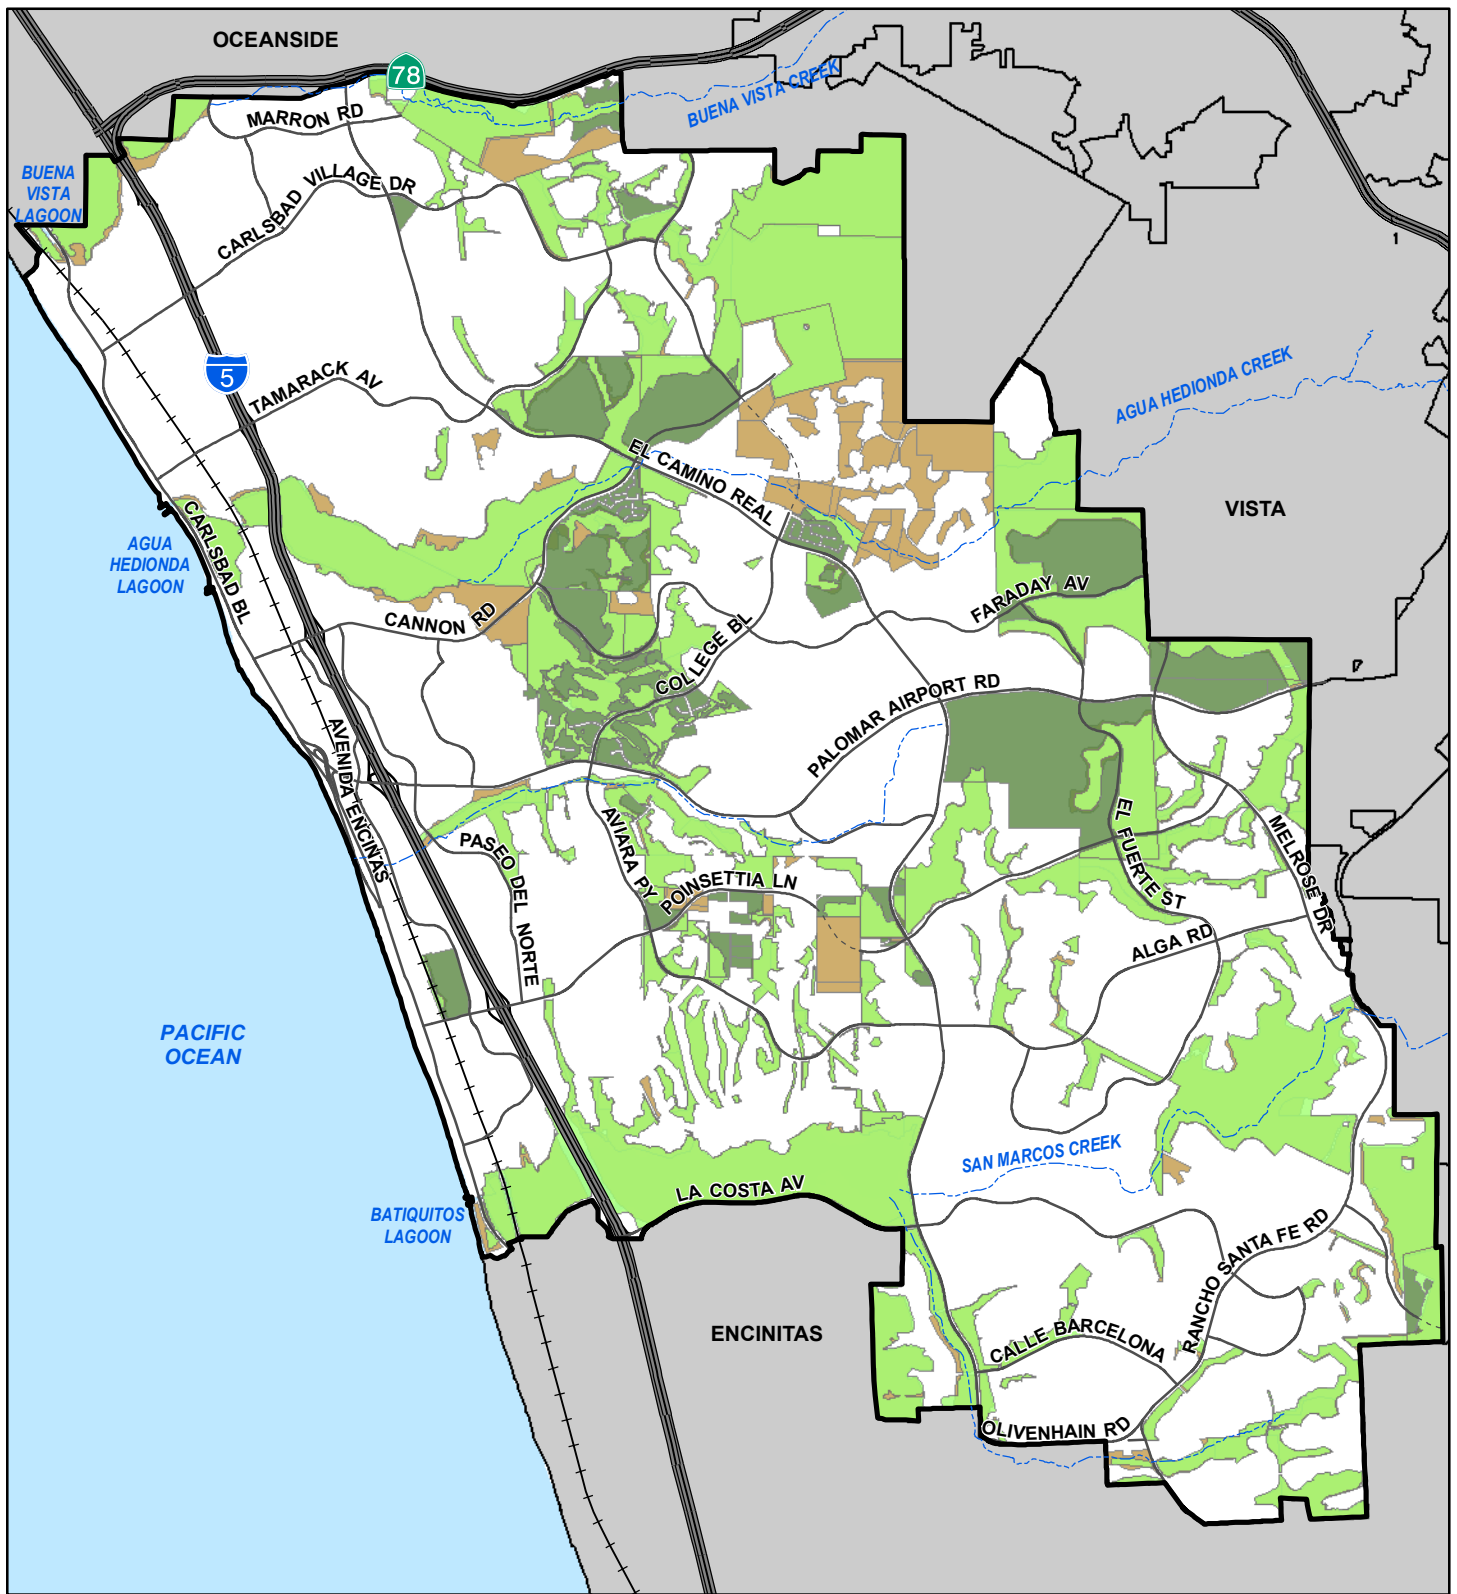 OCEANSIDE
78
BUENA VISTA CREEK
MARRON RD
BUENA
VISTA
LAGOON
CARLSBAD VILLAGE DR
1
5
TAMARACK AV
AGUA HEDIONDA CREEK
EL CAMINO REAL
VISTA
CARLSBAD BL
AGUA
HEDIONDA
LAGOON
CANNON RD
FARADAY AV
COLLEGE BL
PALOMAR AIRPORT RD
AVENIDA ENCINAS
PASEO DEL NORTE
AVIARA PY
POINSETTIA LN
EL FUERTE ST
MELROSE DR
ALGA RD
PACIFIC
OCEAN
SAN MARCOS CREEK
LA COSTA AV
BATIQUITOS
LAGOON
RANCHO SANTA FE RD
ENCINITAS
CALLE BARCELONA
OLIVENHAIN RD